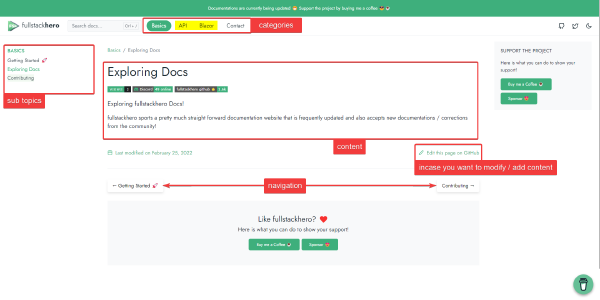 Documentations are currently being updated Support the project by buying me a coffee
fullstackhero
Search docs...
Ctrl+/
Basics
API
Blazor
Contact
categories
BASICS
Getting Started 🚀
Exploring Docs
Contributing
sub topics
Basics / Exploring Docs
Exploring Docs
Exploring fullstackhero Docs!
fullstackhero sports a pretty much straight forward documentation website that is frequently updated and also accepts new documentations / corrections
from the community!
content
SUPPORT THE PROJECT
Here is what you can do to show your
support!
Buy me a Coffee
Sponsor
Last modified on February 28, 2022
Edit this page on GitHub
incase you want to modify / add content
← Getting Started 🚀
navigation
Contributing →
Like fullstackhero? ❤️
Here is what you can do to show your support!
Buy me a Coffee
Sponsor